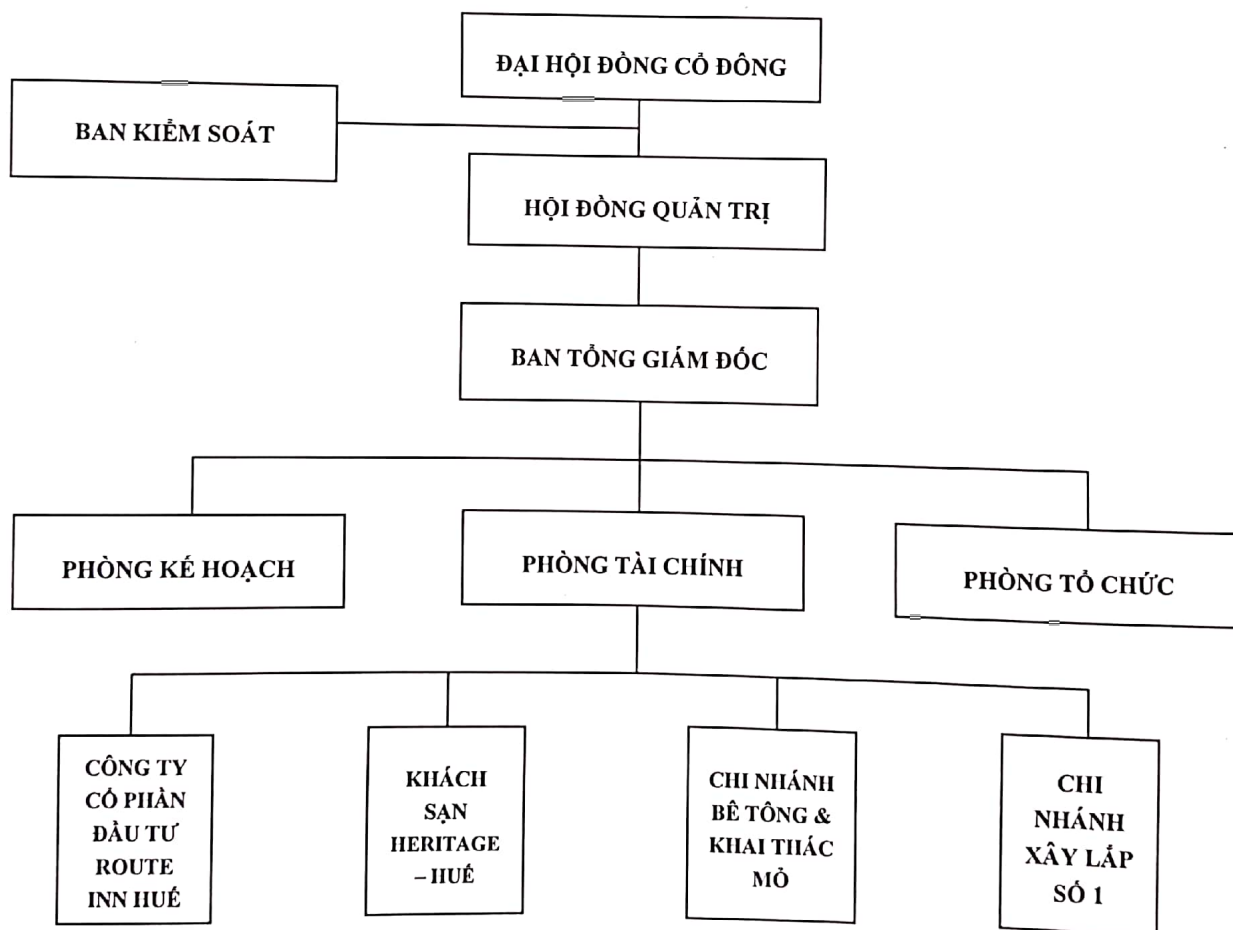 ĐẠI HỘI ĐỒNG CỔ ĐÔNG
BAN KIỂM SOÁT
HỘI ĐỒNG QUẢN TRỊ
BAN TỔNG GIÁM ĐỐC
PHÒNG KẾ HOẠCH
PHÒNG TÀI CHÍNH
PHÒNG TỔ CHỨC
CÔNG TY
CỔ PHẦN
ĐẦU TƯ
ROUTE
INN HUẾ
KHÁCH
SẠN
HERITAGE
– HUẾ
CHI NHÁNH
BÊ TÔNG &
KHAI THÁC
MỎ
CHI
NHÁNH
XÂY LẮP
SỐ 1